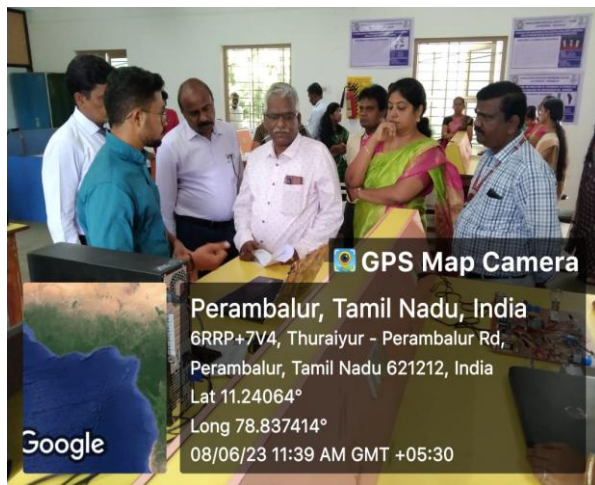 GPS Map Camera
Perambalur, Tamil Nadu, India
6RRP+7V4, Thuraiyur - Perambalur Rd,
Perambalur, Tamil Nadu 621212, India
Lat 11.24064°
Long 78.837414°
08/06/23 11:39 AM GMT +05:30
Google